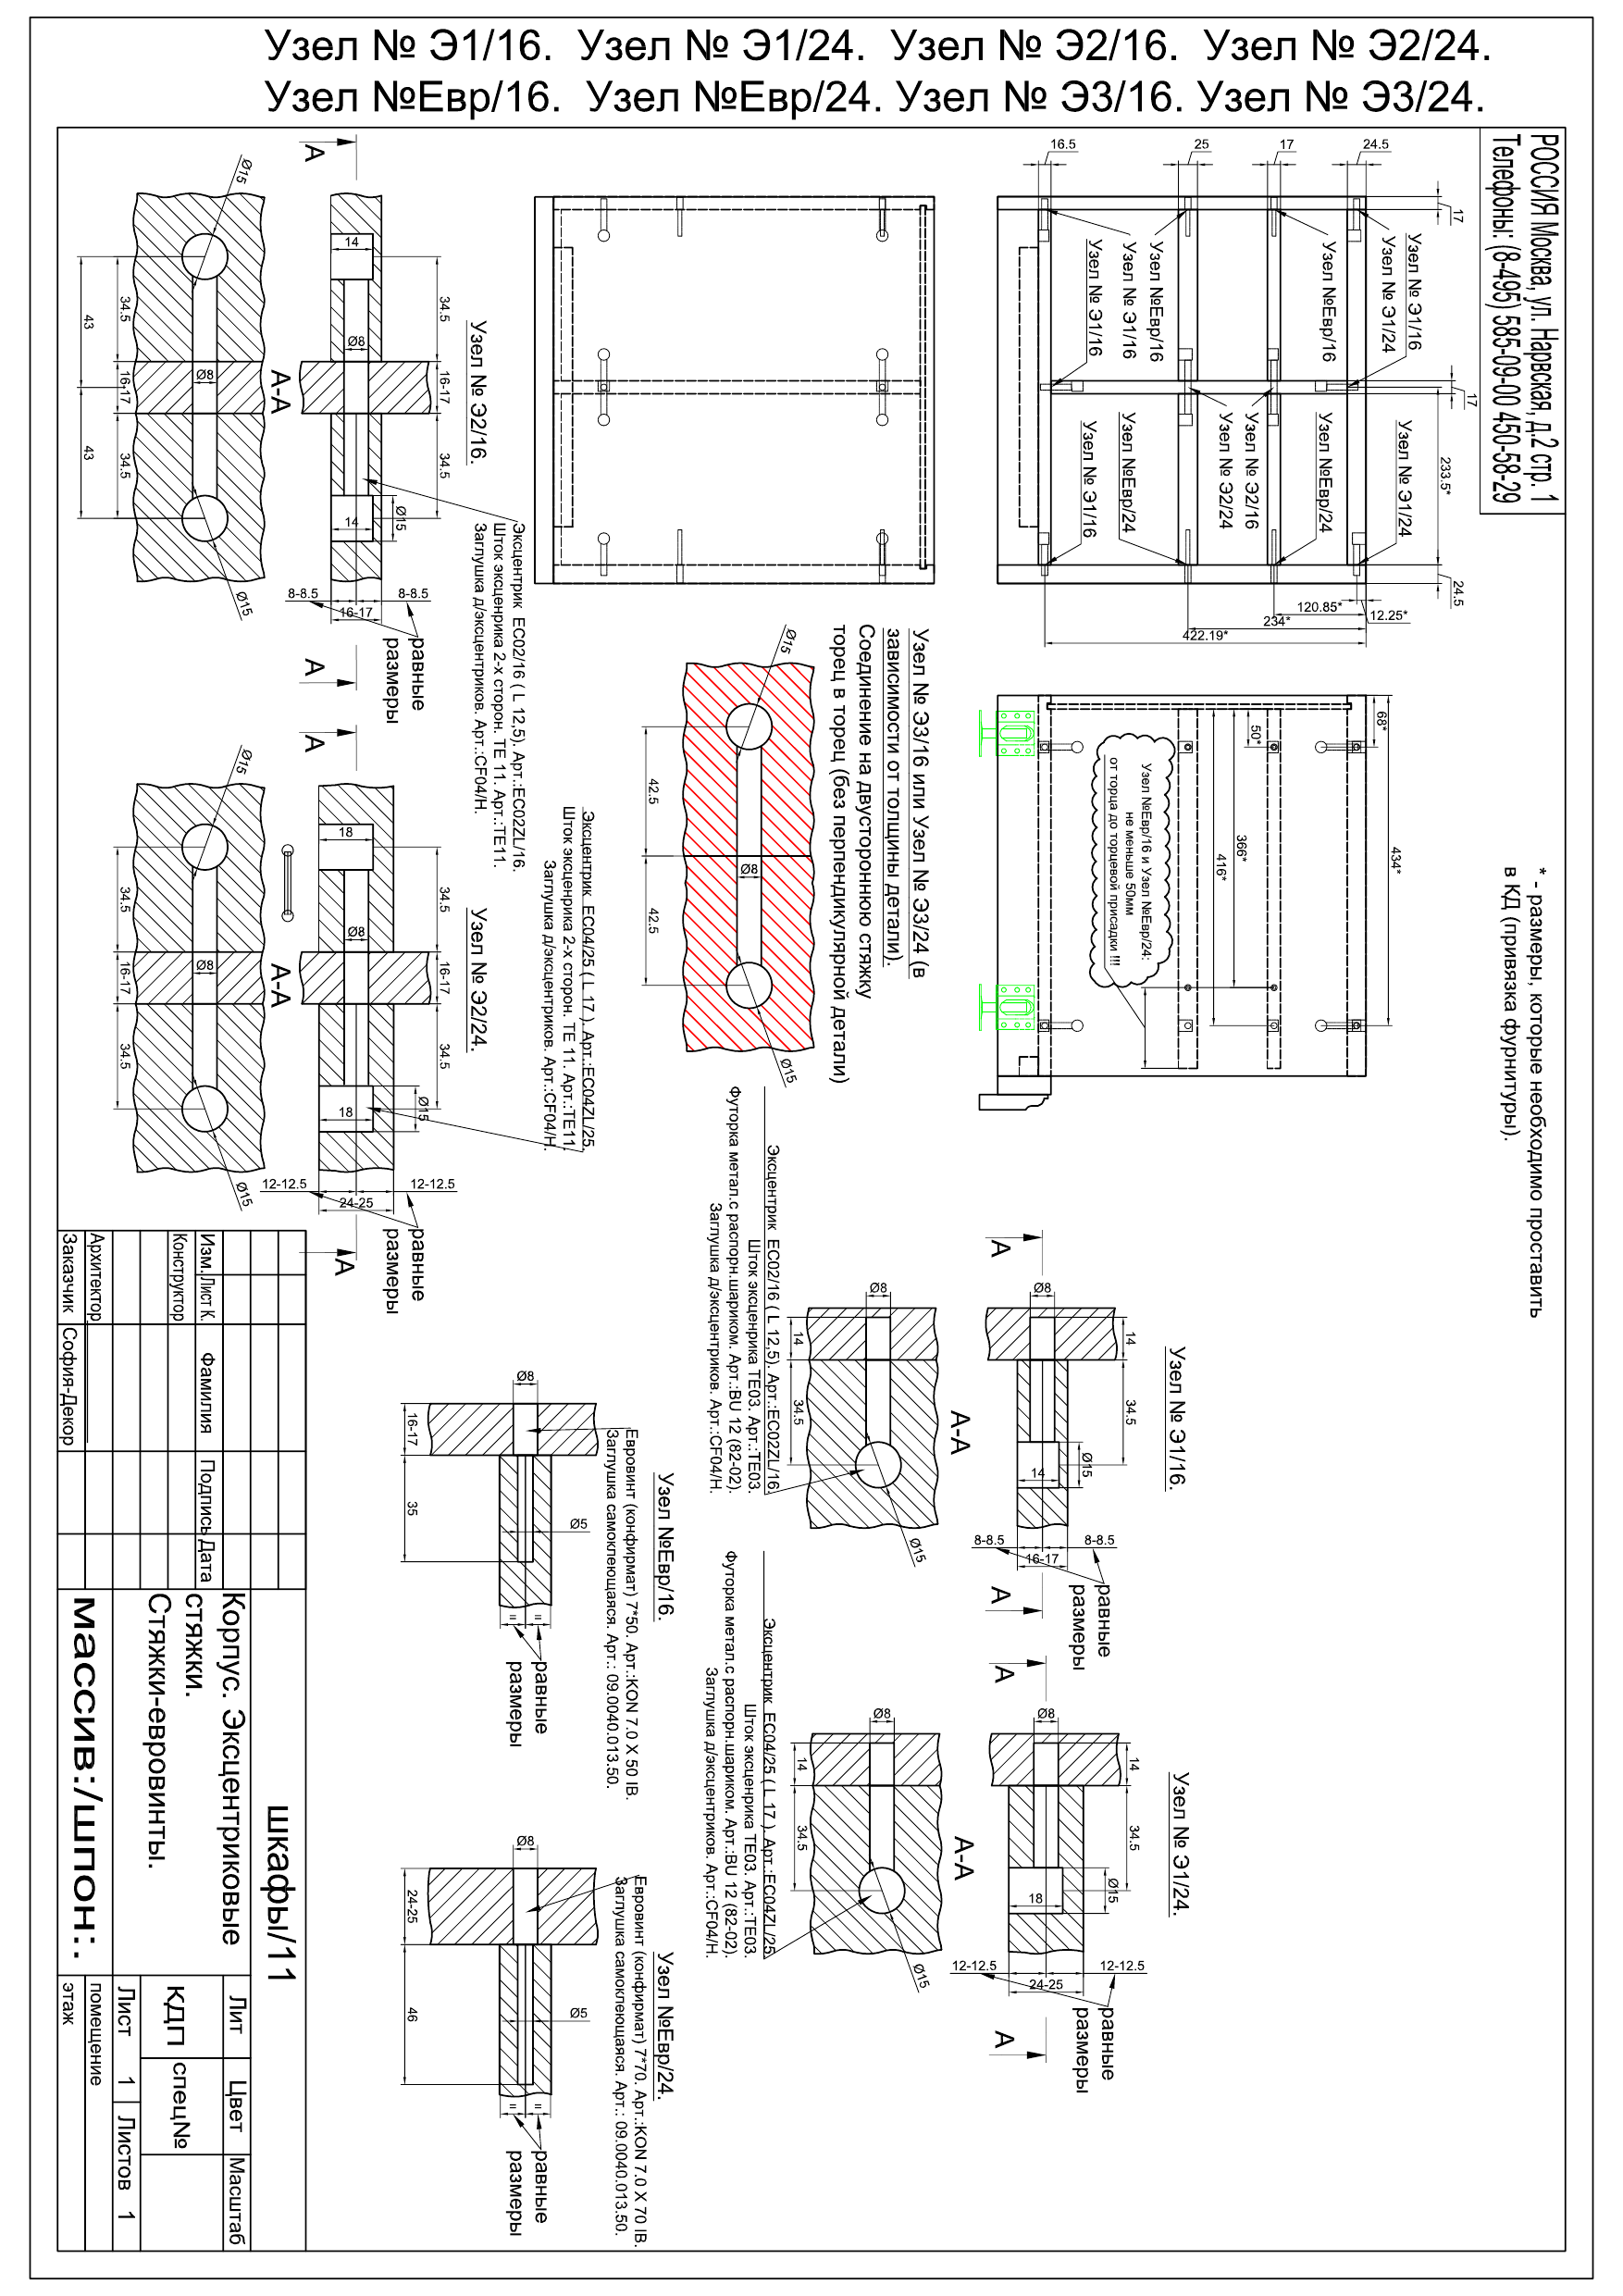 Узел № Э1/16.  Узел № Э1/24.  Узел № Э2/16.  Узел № Э2/24.
Узел №Евр/16.  Узел №Евр/24. Узел № Э3/16. Узел № Э3/24.
РОССИЯ Москва, ул. Нарвская, д.2 стр. 1
Телефоны: (8-495) 585-09-00 450-58-29
* - размеры, которые необходимо проставить
в КД (привязка фурнитуры).
16.5
25
17
24.5
17
17
233.5*
24.5
Узел № Э1/16
Узел № Э1/24
Узел №Евр/16
Узел №Евр/16
Узел № Э1/16
Узел № Э1/16
Узел № Э1/24
Узел №Евр/24
Узел № Э2/16
Узел № Э2/24
Узел №Евр/24
Узел № Э1/16
12.25*
120.85*
234*
422.19*
68*
434*
50*
366*
416*
Узел №Евр/16 и Узел №Евр/24:
не меньше 50мм
от торца до торцевой присадки !!!
Узел № Э3/16 или Узел № Э3/24 (в
зависимости от толщины детали).
Соединение на двустороннюю стяжку
торец в торец (без перпендикулярной детали)
Ø15
42.5
Ø8
42.5
Ø15
Узел № Э2/16.
А
А
34.5
16-17
34.5
14
Ø8
14
Ø15
8-8.5
16-17
8-8.5
равные
размеры
А-А
Ø15
Ø8
Ø15
34.5
16-17
34.5
43
43
Эксцентрик  EC02/16 ( L 12,5). Арт.:EC02ZL/16.
Шток эксценрика 2-х сторон. TE 11. Арт.:TE11.
Заглушка д/эксцентриков. Арт.:CF04/H.
Узел № Э2/24.
А
А
34.5
16-17
34.5
18
Ø8
18
Ø15
12-12.5
24-25
12-12.5
равные
размеры
А-А
Ø15
Ø8
Ø15
34.5
16-17
34.5
Эксцентрик  EC04/25 ( L 17 ). Арт.:EC04ZL/25.
Шток эксценрика 2-х сторон. TE 11. Арт.:TE11.
Заглушка д/эксцентриков. Арт.:CF04/H.
Узел № Э1/16.
А
А
Ø8
14
34.5
14
Ø15
8-8.5
16-17
8-8.5
равные
размеры
А-А
Ø8
14
34.5
Ø15
Эксцентрик  EC02/16 ( L 12,5). Арт.:EC02ZL/16.
Шток эксценрика TE03. Арт.:TE03.
Футорка метал.с распорн.шариком. Арт.:BU 12 (82-02).
Заглушка д/эксцентриков. Арт.:CF04/H.
Узел № Э1/24.
А
А
Ø8
14
34.5
18
Ø15
12-12.5
24-25
12-12.5
равные
размеры
А-А
Ø8
14
34.5
Ø15
Эксцентрик  EC04/25 ( L 17 ). Арт.:EC04ZL/25.
Шток эксценрика TE03. Арт.:TE03.
Футорка метал.с распорн.шариком. Арт.:BU 12 (82-02).
Заглушка д/эксцентриков. Арт.:CF04/H.
Узел №Евр/16.
Евровинт (конфирмат) 7*50. Арт.:KON 7.0 X 50 IB.
Заглушка самоклеющаяся. Арт.: 09.0040.013.50.
Ø8
16-17
35
Ø5
=
=
равные
размеры
Узел №Евр/24.
Евровинт (конфирмат) 7*70. Арт.:KON 7.0 X 70 IB.
Заглушка самоклеющаяся. Арт.: 09.0040.013.50.
Ø8
24-25
46
Ø5
=
=
равные
размеры
шкафы/11
Изм.
Лист К.
Фамилия
Подпись
Дата
Конструктор
Архитектор
Заказчик
София-Декор
Корпус. Эксцентриковые
стяжки.
Стяжки-евровинты.
массив:/шпон:.
Лит
Цвет
Масштаб
КДП
спец№
Лист
1
Листов
1
помещение
этаж